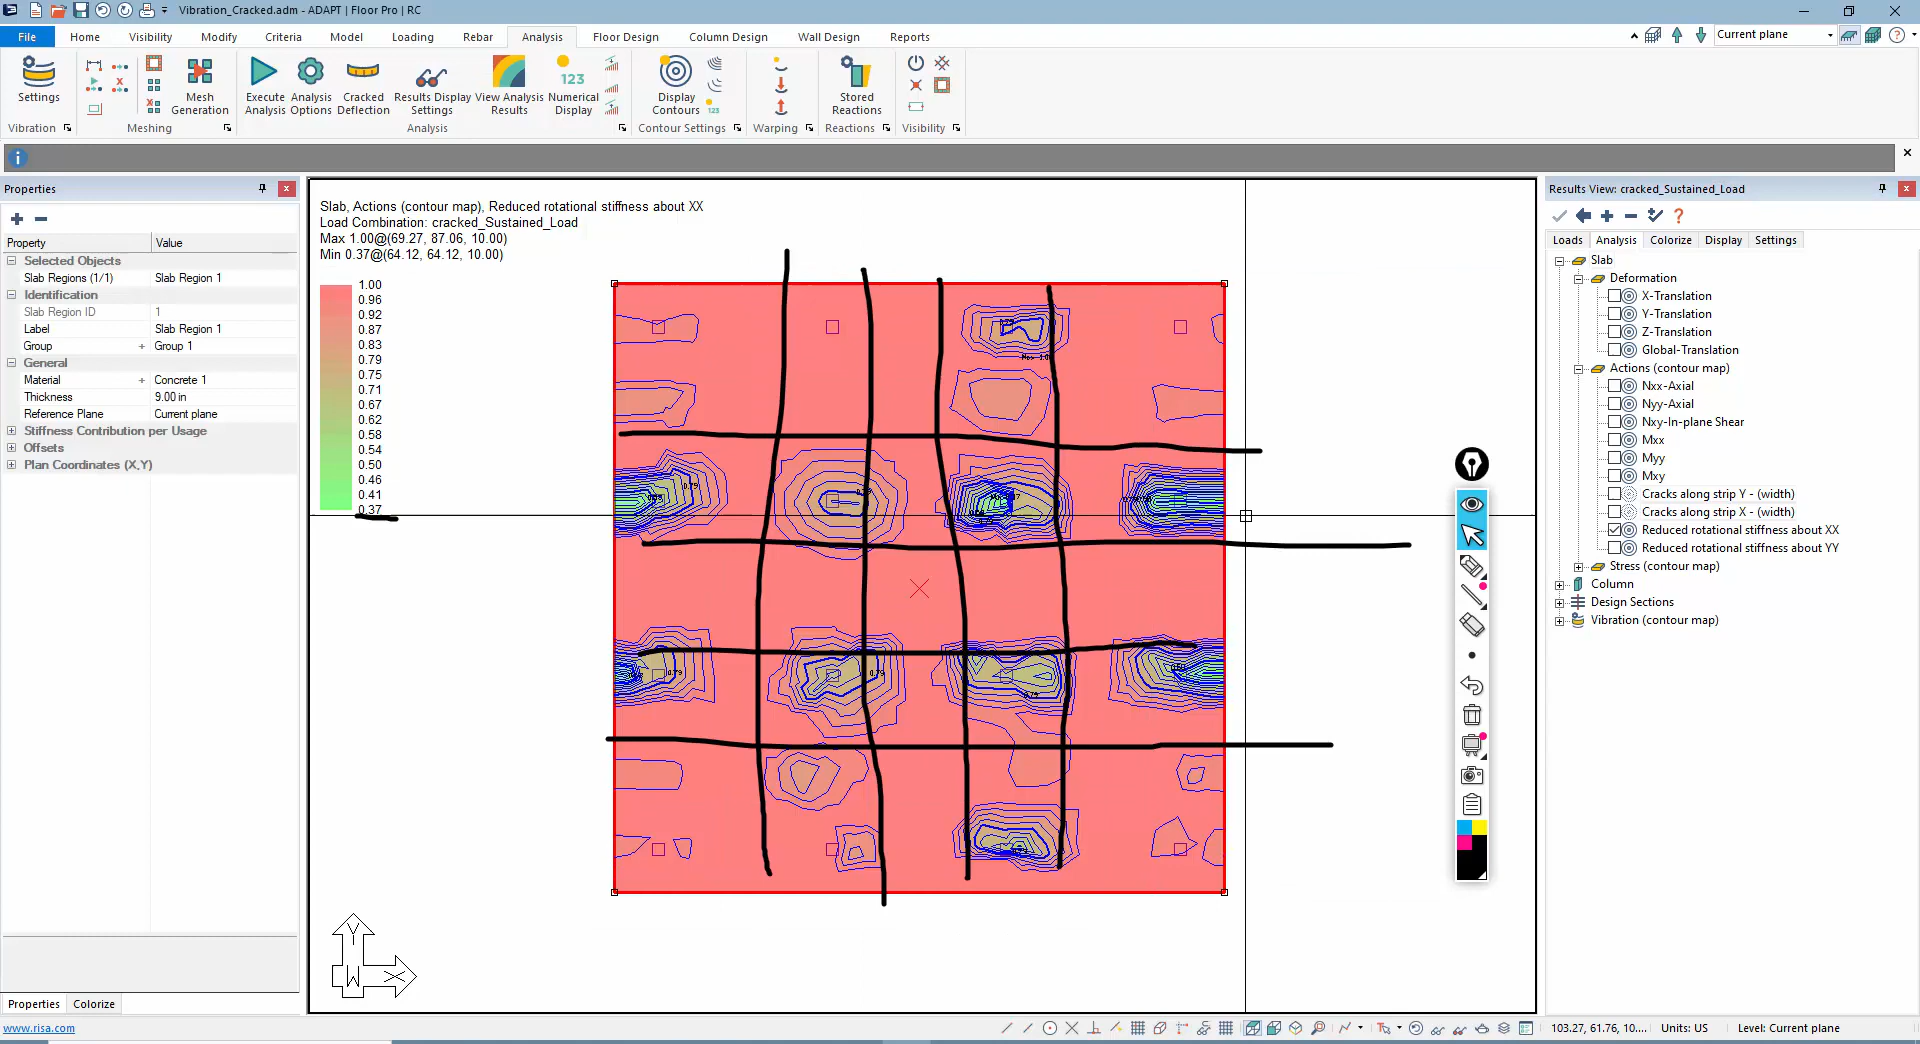 Vibration_Cracked.adm - ADAPT | Floor Pro | RC
File Home Visibility Modify Criteria Model Loading Rebar Analysis Floor Design Column Design Wall Design Reports
Current plane
Settings
Mesh Generation
Execute Analysis
Analysis Options
Cracked Deflection
Results Display Settings
View Analysis Results
123
Numerical Display
Display Contours
123
Stored Reactions
Vibration Meshing Analysis Contour Settings Warping Reactions Visibility
Properties
Property Value
Selected Objects
Slab Regions (1/1) Slab Region 1
Identification
Slab Region ID 1
Label Slab Region 1
Group + Group 1
General
Material + Concrete 1
Thickness 9.00 in
Reference Plane Current plane
Stiffness Contribution per Usage
Offsets
Plan Coordinates (X,Y)
Properties Colorize
www.risa.com
Slab, Actions (contour map), Reduced rotational stiffness about XX
Load Combination: cracked_Sustained_Load
Max 1.00@(69.27, 87.06, 10.00)
Min 0.37@(64.12, 64.12, 10.00)
1.00
0.96
0.92
0.87
0.83
0.79
0.75
0.71
0.67
0.62
0.58
0.54
0.50
0.46
0.41
0.37
0.79
0.79
0.79
0.79
Y
W
X
Results View: cracked_Sustained_Load
Loads Analysis Colorize Display Settings
Slab
Deformation
X-Translation
Y-Translation
Z-Translation
Global-Translation
Actions (contour map)
Nxx-Axial
Nyy-Axial
Nxy-In-plane Shear
Mxx
Myy
Mxy
Cracks along strip Y - (width)
Cracks along strip X - (width)
Reduced rotational stiffness about XX
Reduced rotational stiffness about YY
Stress (contour map)
Column
Design Sections
Vibration (contour map)
103.27, 61.76, 10.... Units: US Level: Current plane